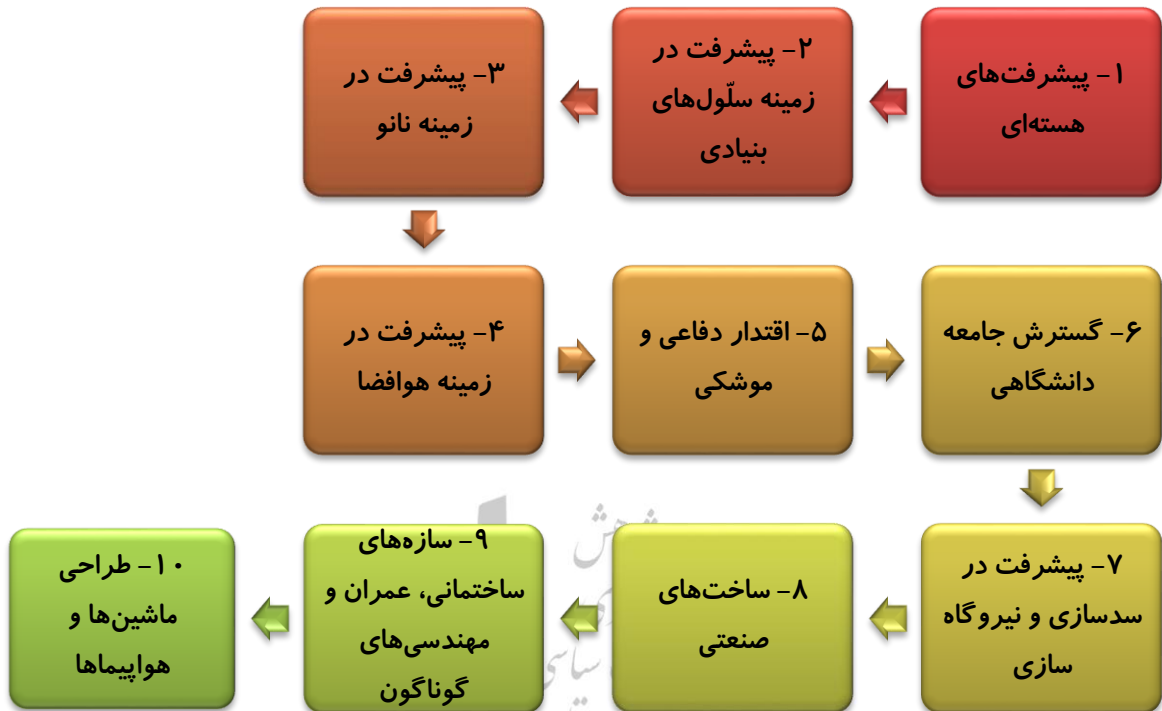 ۱- پیشرفت‌های
هسته‌ای
۲- پیشرفت در
زمینه سلّول‌های
بنیادی
۳- پیشرفت در
زمینه نانو
۴- پیشرفت در
زمینه هوافضا
۵- اقتدار دفاعی و
موشکی
۶- گسترش جامعه
دانشگاهی
۷- پیشرفت در
سدسازی و نیروگاه
سازی
۸- ساخت‌های
صنعتی
۹- سازه‌های
ساختمانی، عمران و
مهندسی‌های
گوناگون
۱۰- طراحی
ماشین‌ها و
هواپیماها